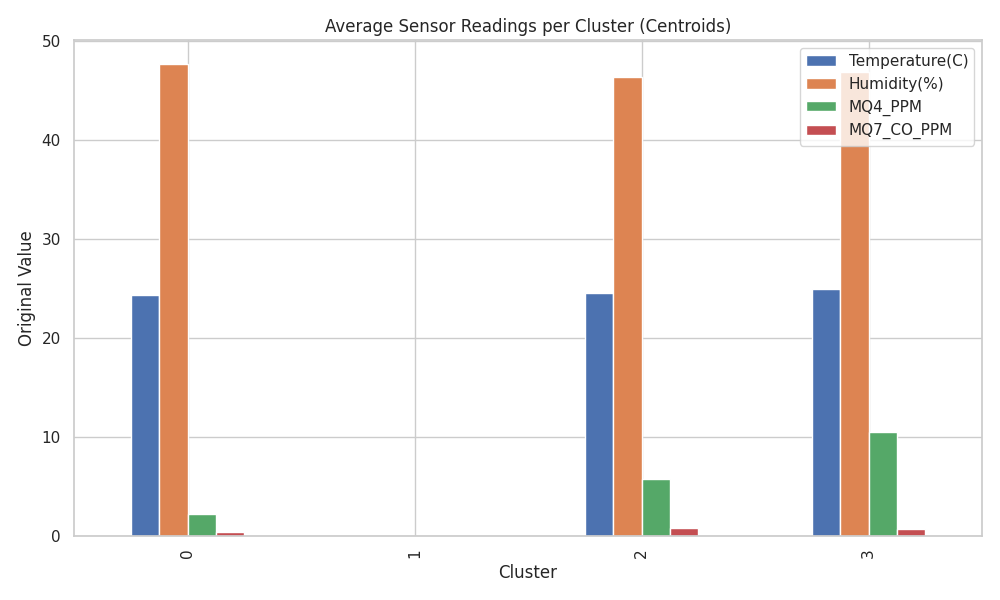 Average Sensor Readings per Cluster (Centroids)
Temperature(C)
Humidity(%)
MQ4_PPM
MQ7_CO_PPM
Original Value
50
40
30
20
10
0
0
1
2
3
Cluster